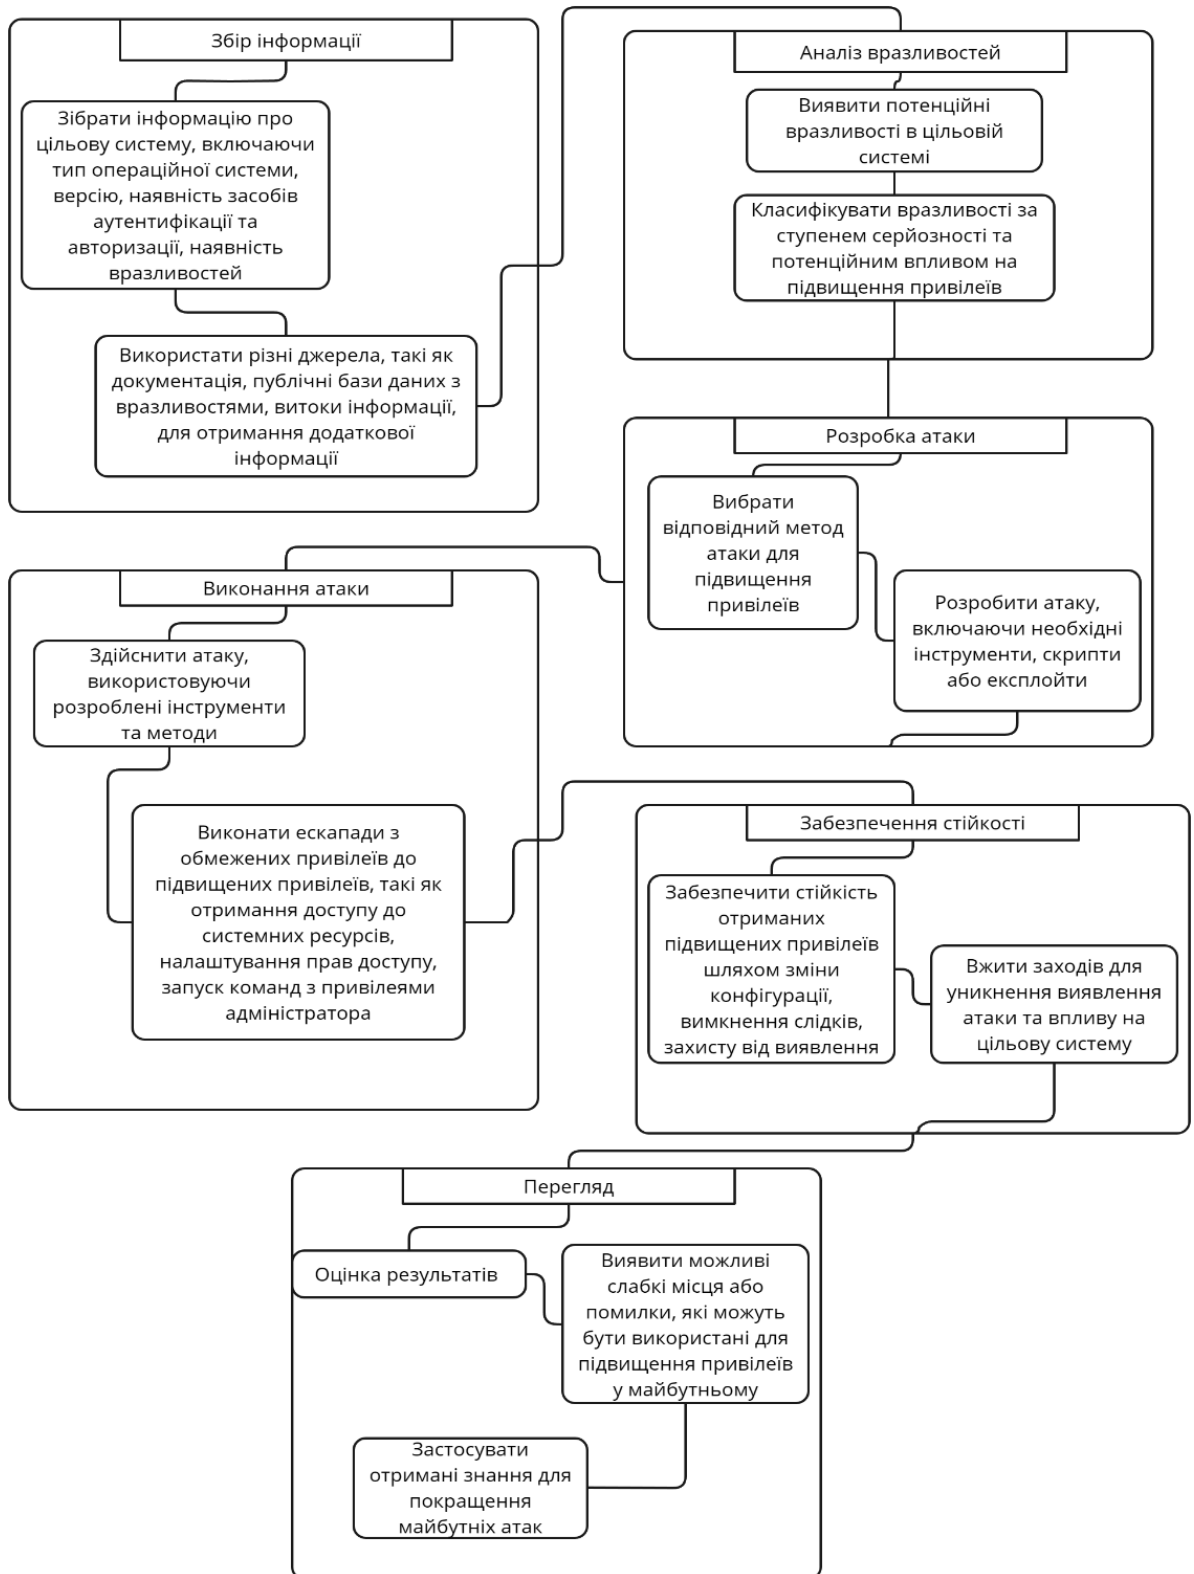 Збір інформації
Зібрати інформацію про
цільову систему, включаючи
тип операційної системи,
версію, наявність засобів
аутентифікації та
авторизації, наявність
вразливостей
Використати різні джерела, такі як
документація, публічні бази даних з
вразливостями, витоки інформації,
для отримання додаткової
інформації
Аналіз вразливостей
Виявити потенційні
вразливості в цільовій
системі
Класифікувати вразливості за
ступенем серйозності та
потенційним впливом на
підвищення привілеїв
Розробка атаки
Вибрати
відповідний метод
атаки для
підвищення
привілеїв
Розробити атаку,
включаючи необхідні
інструменти, скрипти
або експлойти
Виконання атаки
Здійснити атаку,
використовуючи
розроблені інструменти
та методи
Виконати ескапади з
обмежених привілеїв до
підвищених привілеїв, такі як
отримання доступу до
системних ресурсів,
налаштування прав доступу,
запуск команд з привілеями
адміністратора
Забезпечення стійкості
Забезпечити стійкість
отриманих
підвищених привілеїв
шляхом зміни
конфігурації,
вимкнення слідків,
захисту від виявлення
Вжити заходів для
уникнення виявлення
атаки та впливу на
цільову систему
Перегляд
Оцінка результатів
Виявити можливі
слабкі місця або
помилки, які можуть
бути використані для
підвищення привілеїв
у майбутньому
Застосувати
отримані знання для
покращення
майбутніх атак